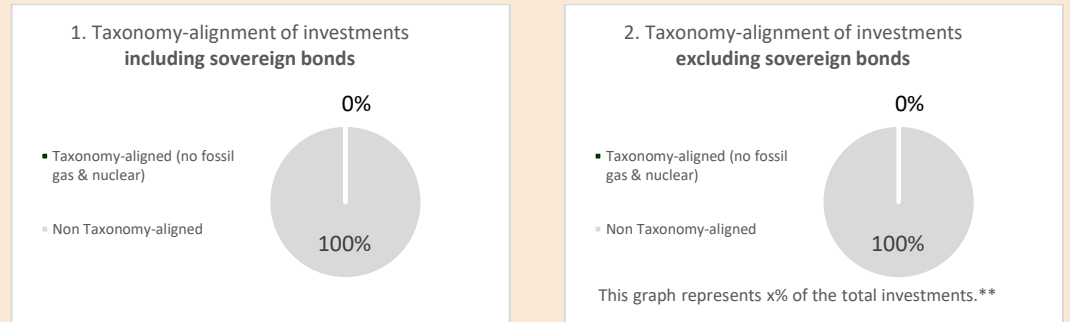 1. Taxonomy-alignment of investments
including sovereign bonds
0%
Taxonomy-aligned (no fossil
gas & nuclear)
Non Taxonomy-aligned
100%
2. Taxonomy-alignment of investments
excluding sovereign bonds
0%
Taxonomy-aligned (no fossil
gas & nuclear)
Non Taxonomy-aligned
100%
This graph represents x% of the total investments.**